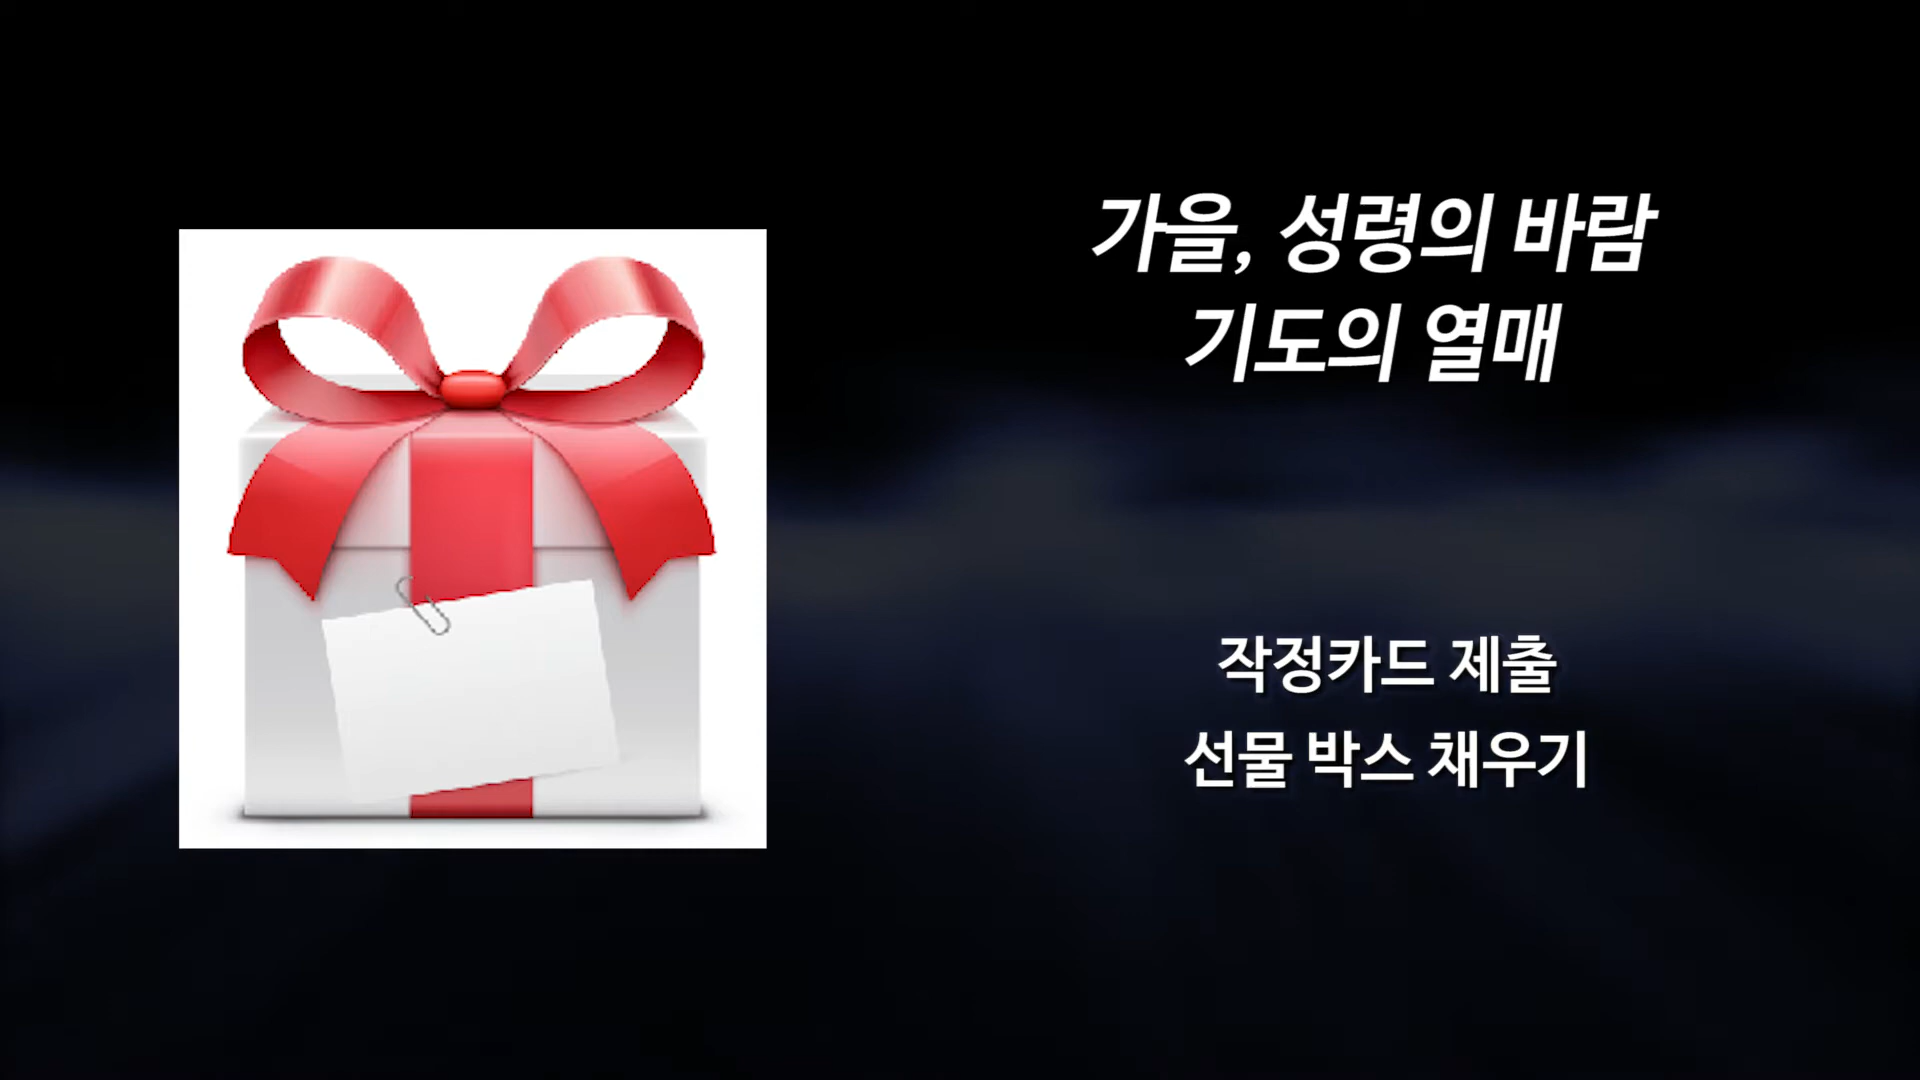 가을, 성령의 바람
기도의 열매
작정카드 제출
선물 박스 채우기